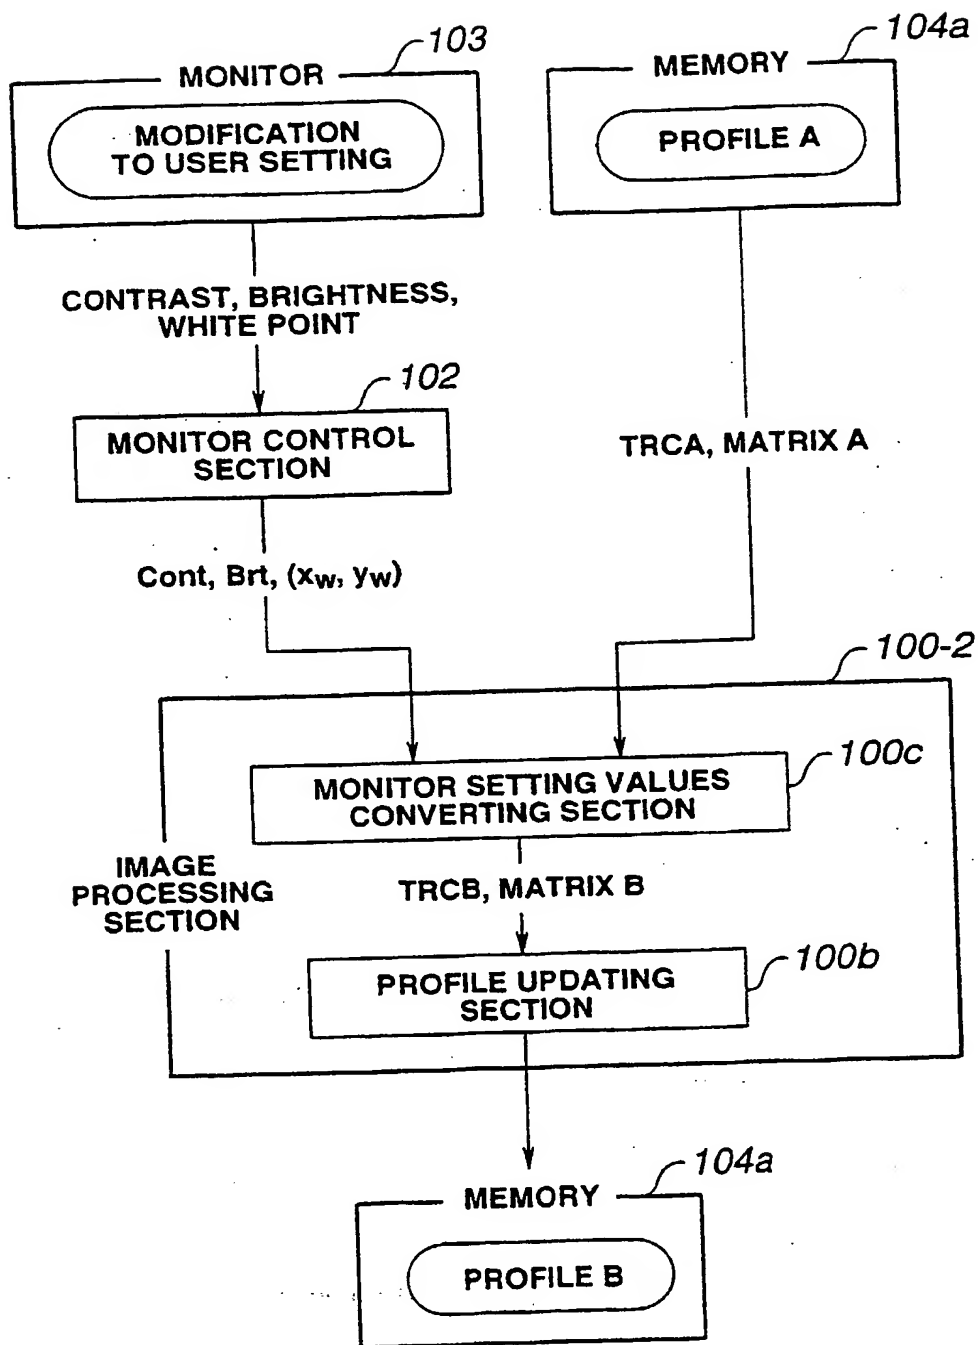 103
MONITOR
MODIFICATION
TO USER SETTING
104a
MEMORY
PROFILE A
CONTRAST, BRIGHTNESS,
WHITE POINT
102
MONITOR CONTROL
SECTION
TRCA, MATRIX A
Cont, Brt, (xw, yw)
100-2
100c
MONITOR SETTING VALUES
CONVERTING SECTION
IMAGE
PROCESSING
SECTION
TRCB, MATRIX B
100b
PROFILE UPDATING
SECTION
104a
MEMORY
PROFILE B